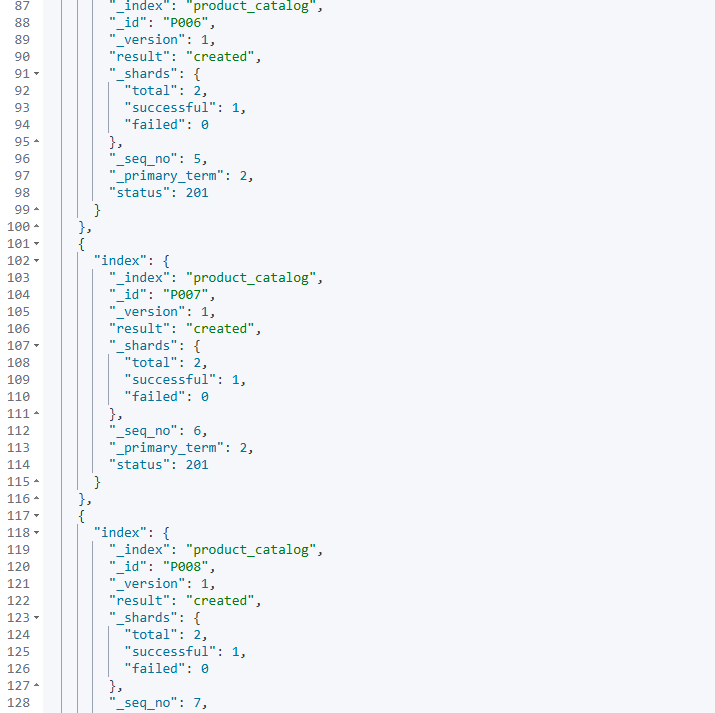 87 "_index": "product_catalog",
88 "_id": "P006",
89 "_version": 1,
90 "result": "created",
91 "_shards": {
92 "total": 2,
93 "successful": 1,
94 "failed": 0
95 },
96 "_seq_no": 5,
97 "_primary_term": 2,
98 "status": 201
99 }
100 },
101 {
102 "index": {
103 "_index": "product_catalog",
104 "_id": "P007",
105 "_version": 1,
106 "result": "created",
107 "_shards": {
108 "total": 2,
109 "successful": 1,
110 "failed": 0
111 },
112 "_seq_no": 6,
113 "_primary_term": 2,
114 "status": 201
115 }
116 },
117 {
118 "index": {
119 "_index": "product_catalog",
120 "_id": "P008",
121 "_version": 1,
122 "result": "created",
123 "_shards": {
124 "total": 2,
125 "successful": 1,
126 "failed": 0
127 },
128 "_seq_no": 7,